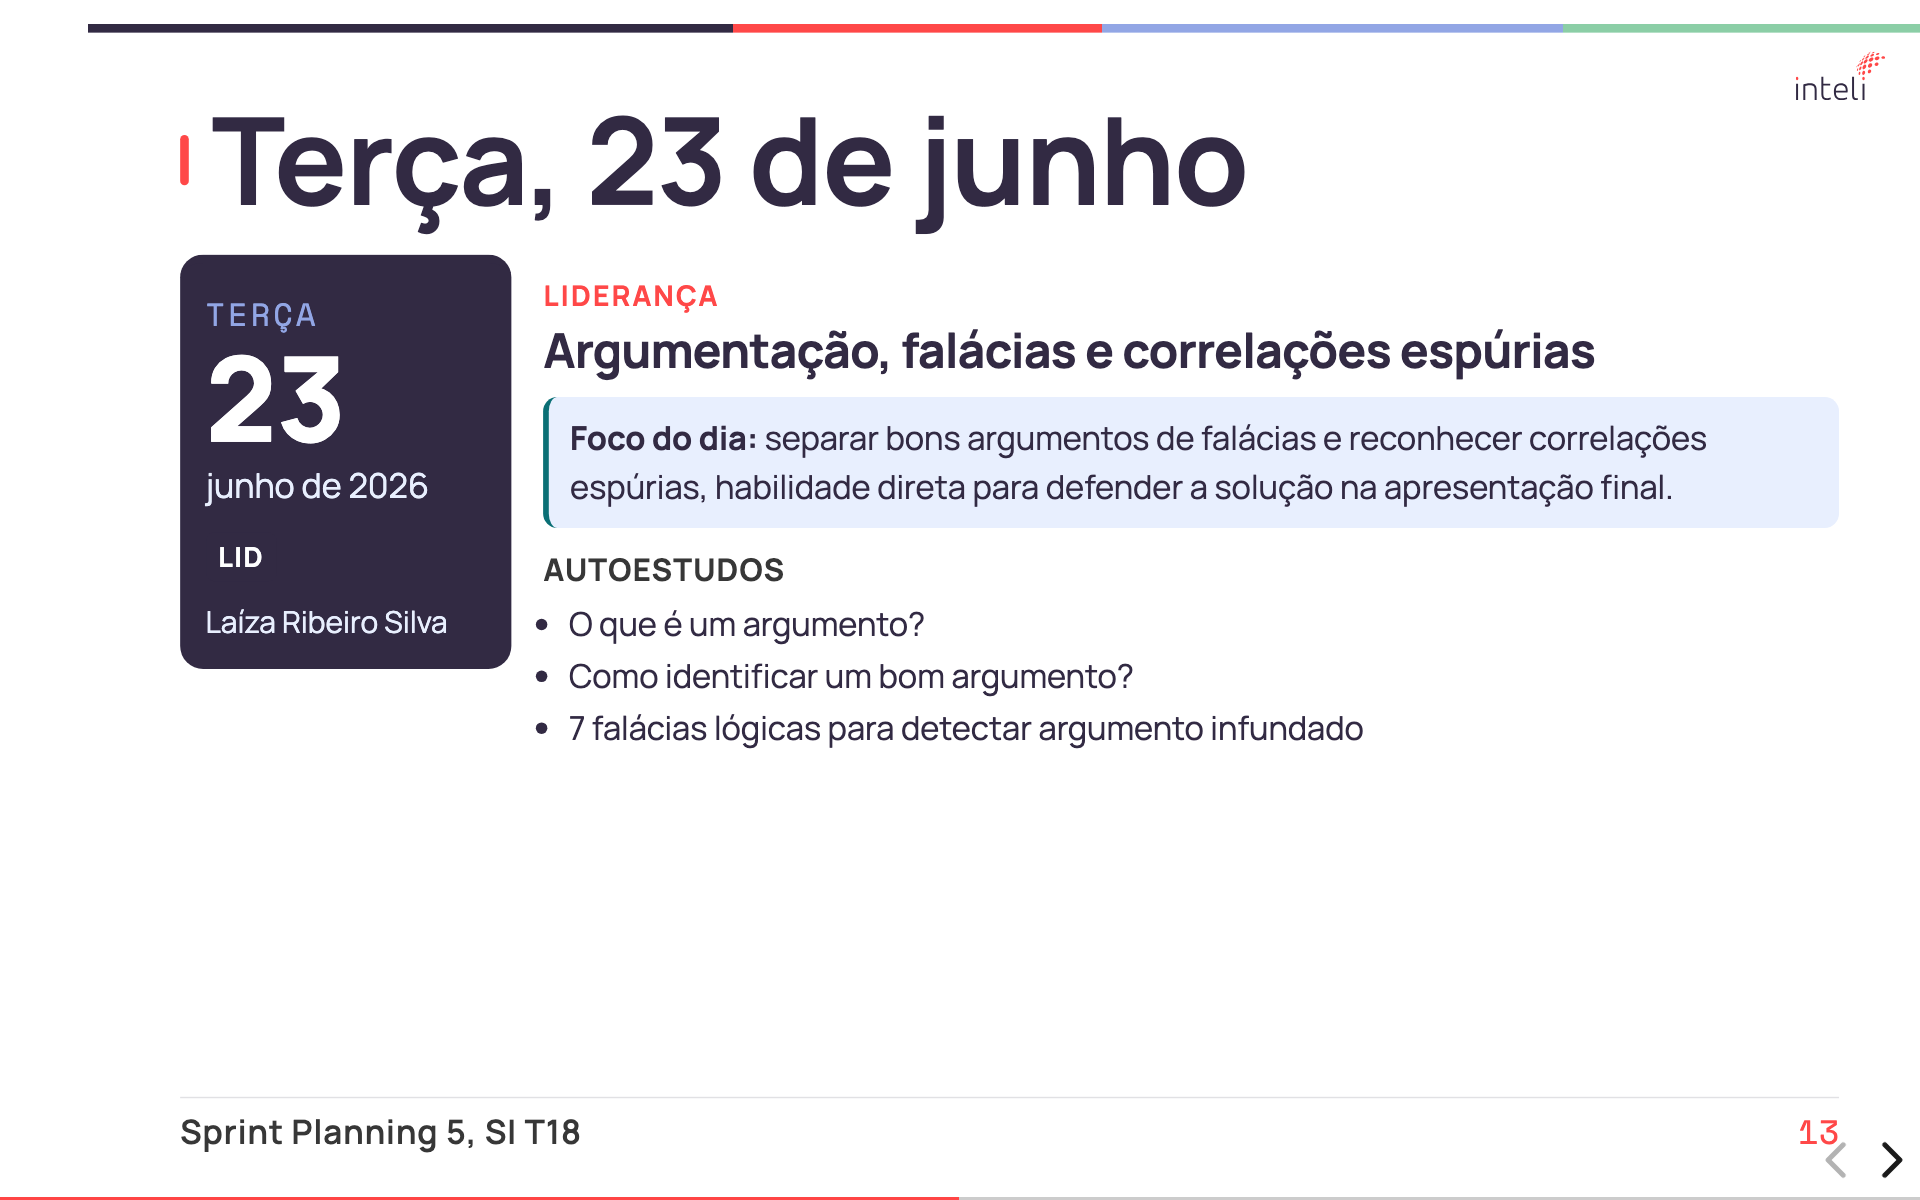 inteli
Terça, 23 de junho
TERÇA
23
junho de 2026
LID
Laíza Ribeiro Silva
LIDERANÇA
Argumentação, falácias e correlações espúrias
Foco do dia: separar bons argumentos de falácias e reconhecer correlações
espúrias, habilidade direta para defender a solução na apresentação final.
AUTOESTUDOS
• O que é um argumento?
• Como identificar um bom argumento?
• 7 falácias lógicas para detectar argumento infundado
Sprint Planning 5, SI T18
13